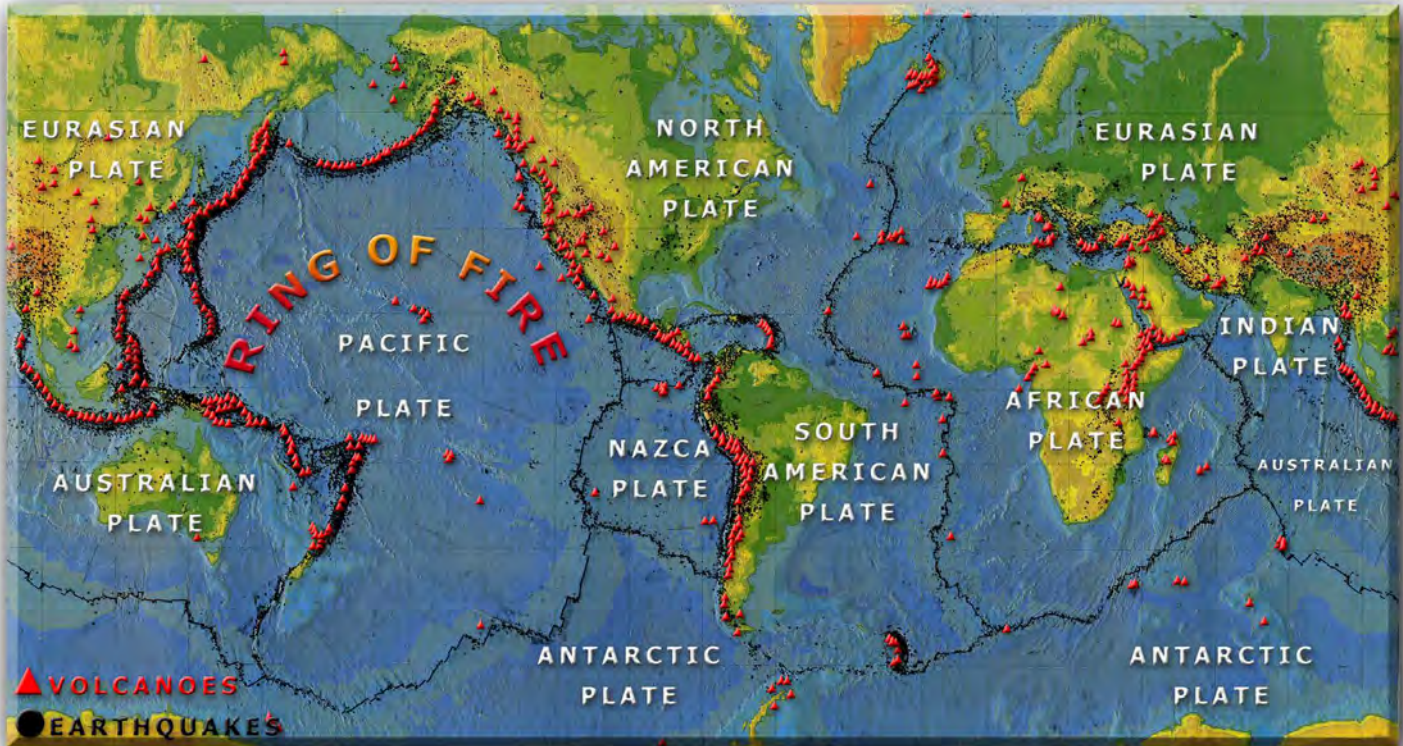 EURASIAN
PLATE
NORTH
AMERICAN
PLATE
EURASIAN
PLATE
RING OF FIRE
PACIFIC
PLATE
INDIAN
PLATE
AFRICAN
PLATE
NAZCA
PLATE
SOUTH
AMERICAN
PLATE
AUSTRALIAN
PLATE
AUSTRALIAN
PLATE
ANTARCTIC
PLATE
ANTARCTIC
PLATE
VOLCANOES
EARTHQUAKES